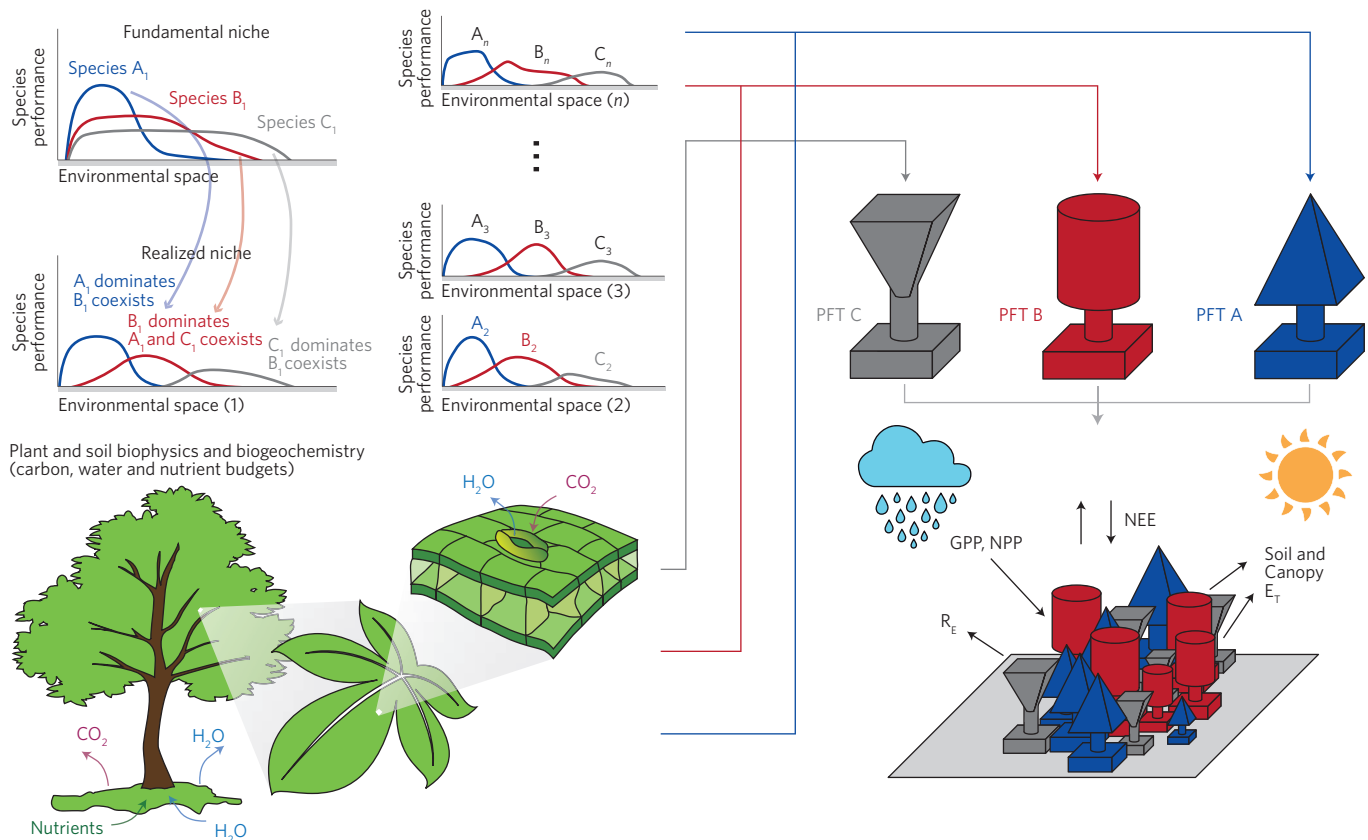 Fundamental niche
Species performance
Species A₁
Species B₁
Species C₁
Environmental space
Realized niche
Species performance
A₁ dominates
B₁ coexists
B₁ dominates
A₁ and C₁ coexists
C₁ dominates
B₁ coexists
Environmental space (1)
Species performance
Aₙ
Bₙ
Cₙ
Environmental space (n)
Species performance
A₃
B₃
C₃
Environmental space (3)
Species performance
A₂
B₂
C₂
Environmental space (2)
Plant and soil biophysics and biogeochemistry
(carbon, water and nutrient budgets)
H₂O
CO₂
CO₂
H₂O
Nutrients
H₂O
PFT C
PFT B
PFT A
NEE
GPP, NPP
Soil and
Canopy
E_T
R_E